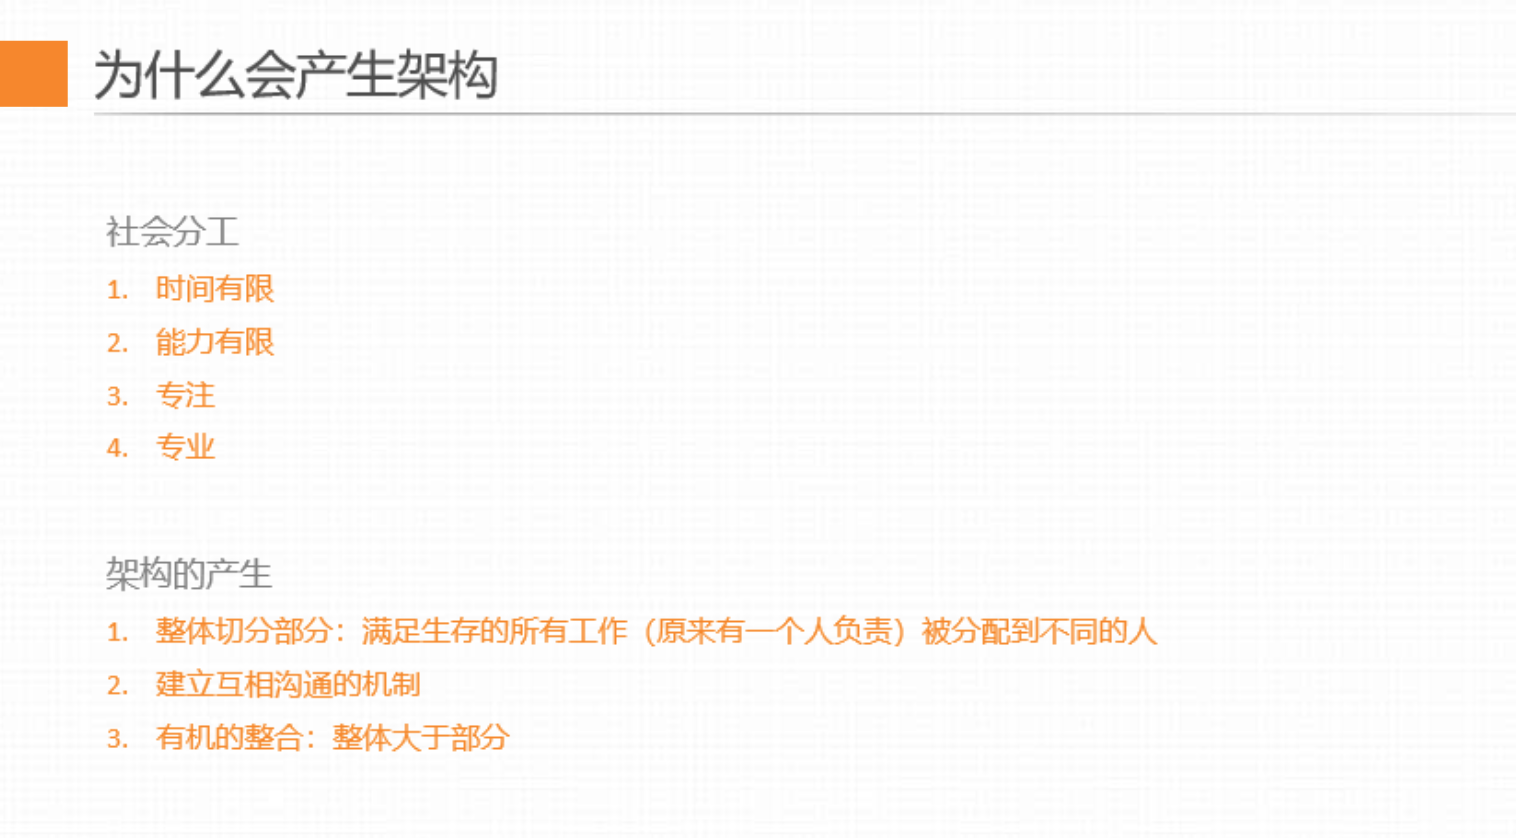 为什么会产生架构
社会分工
1. 时间有限
2. 能力有限
3. 专注
4. 专业
架构的产生
1. 整体切分部分：满足生存的所有工作（原来有一个人负责）被分配到不同的人
2. 建立互相沟通的机制
3. 有机的整合：整体大于部分